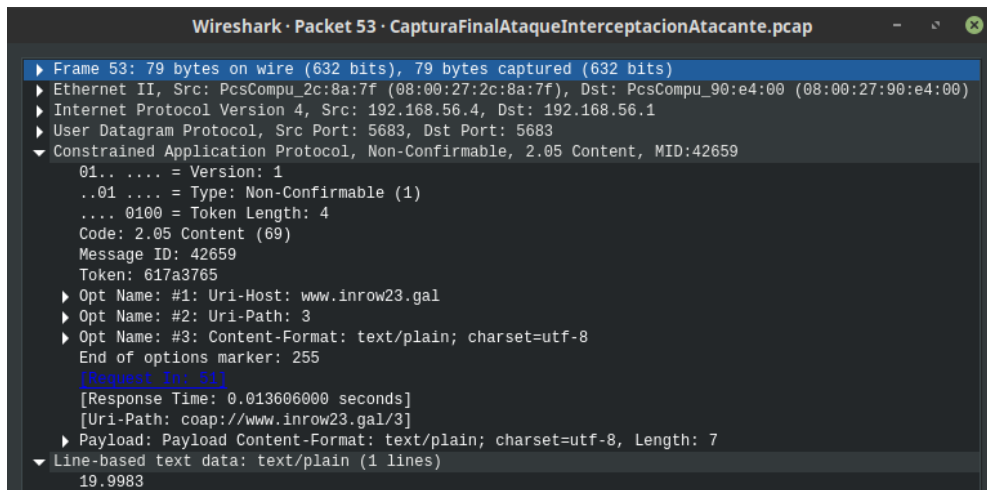 Wireshark · Packet 53 · CapturaFinalAtaqueInterceptacionAtacante.pcap
Frame 53: 79 bytes on wire (632 bits), 79 bytes captured (632 bits)
Ethernet II, Src: PcsCompu_2c:8a:7f (08:00:27:2c:8a:7f), Dst: PcsCompu_90:e4:00 (08:00:27:90:e4:00)
Internet Protocol Version 4, Src: 192.168.56.4, Dst: 192.168.56.1
User Datagram Protocol, Src Port: 5683, Dst Port: 5683
Constrained Application Protocol, Non-Confirmable, 2.05 Content, MID:42659
01.. .... = Version: 1
..01 .... = Type: Non-Confirmable (1)
.... 0100 = Token Length: 4
Code: 2.05 Content (69)
Message ID: 42659
Token: 617a3765
Opt Name: #1: Uri-Host: www.inrow23.gal
Opt Name: #2: Uri-Path: 3
Opt Name: #3: Content-Format: text/plain; charset=utf-8
End of options marker: 255
[Request In: 51]
[Response Time: 0.013606000 seconds]
[Uri-Path: coap://www.inrow23.gal/3]
Payload: Payload Content-Format: text/plain; charset=utf-8, Length: 7
Line-based text data: text/plain (1 lines)
19.9983